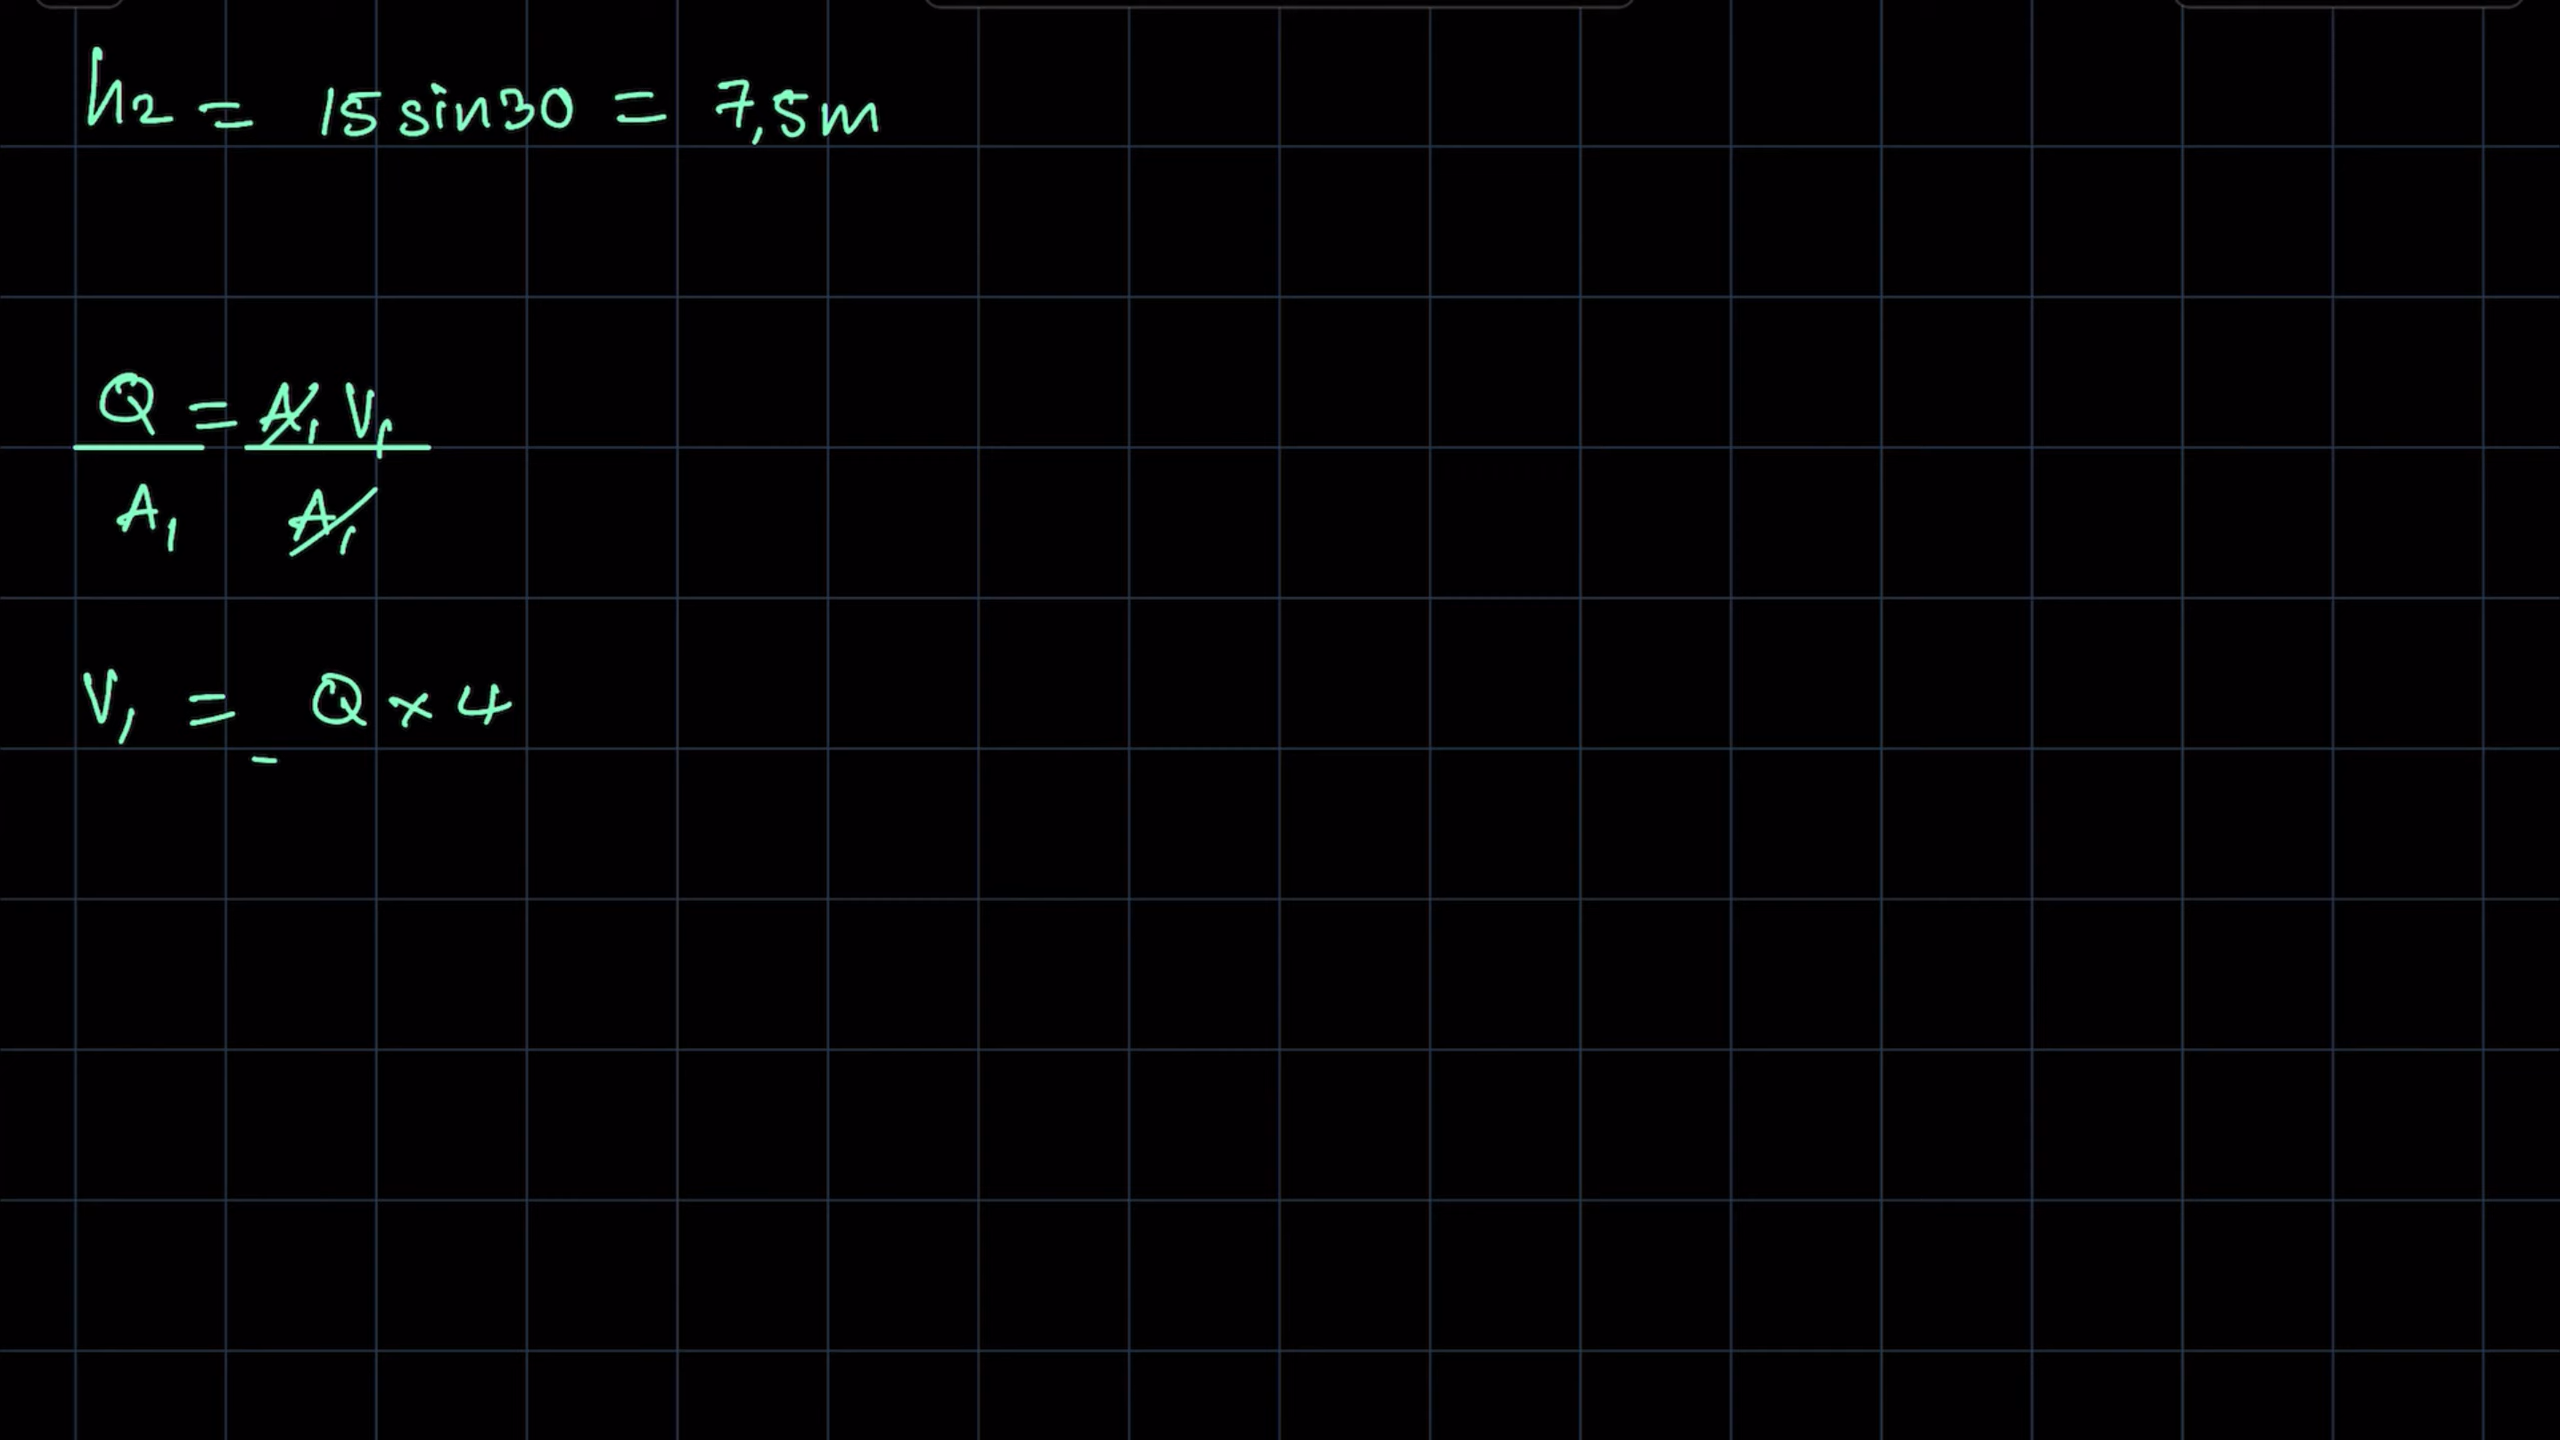 h2 = 15 sin30 = 7,5m
Q = A1 V1
A1 A1
V1 = Q × 4